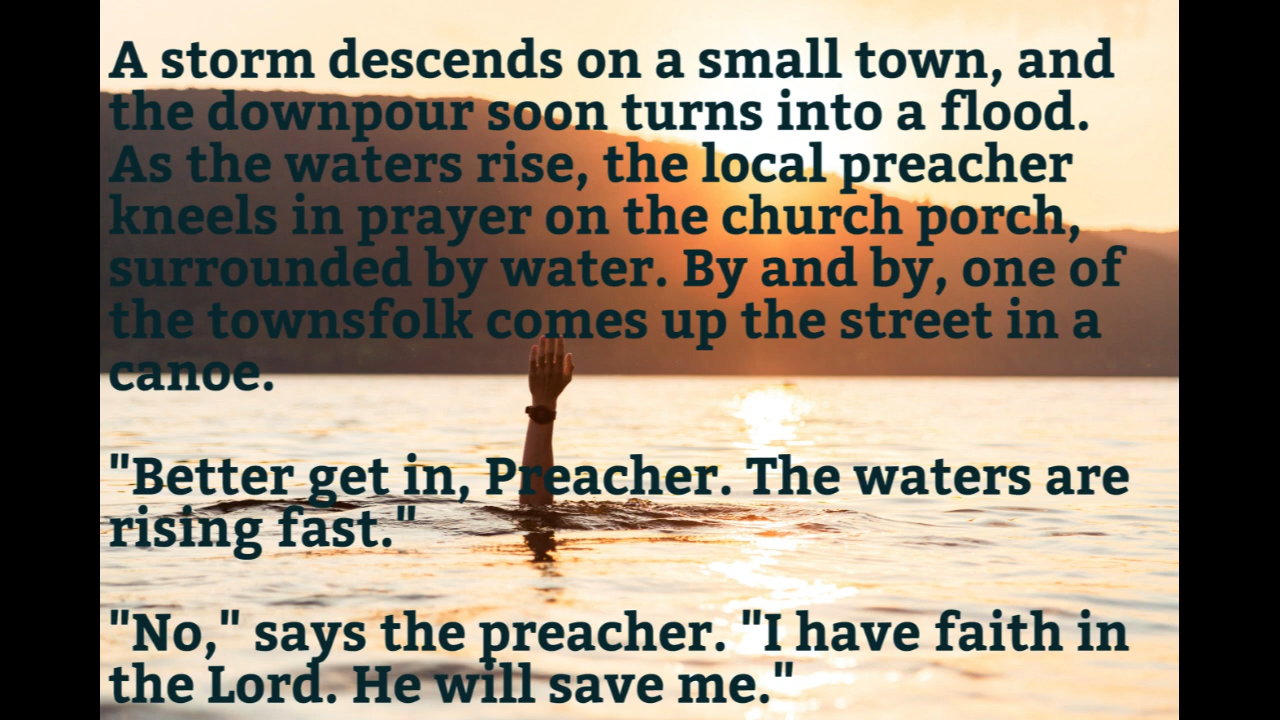 A storm descends on a small town, and
the downpour soon turns into a flood.
As the waters rise, the local preacher
kneels in prayer on the church porch,
surrounded by water. By and by, one of
the townsfolk comes up the street in a
canoe.
"Better get in, Preacher. The waters are
rising fast."
"No," says the preacher. "I have faith in
the Lord. He will save me."